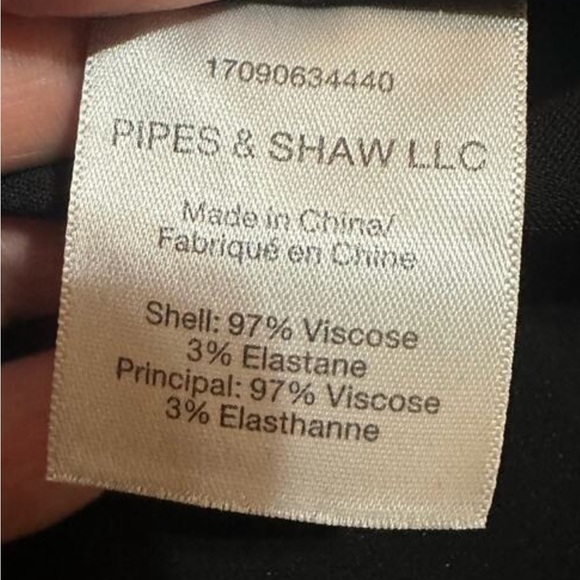 17090634440
PIPES & SHAW LLC
Made in China/
Fabriqué en Chine
Shell: 97% Viscose
3% Elastane
Principal: 97% Viscose
3% Elasthanne